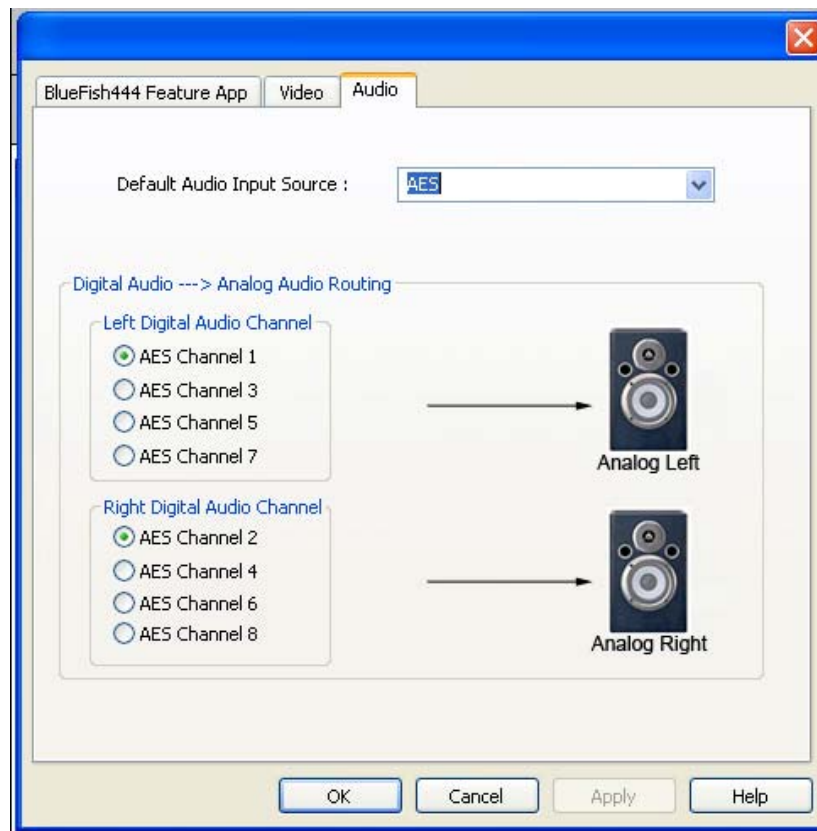 BlueFish444 Feature App Video Audio
Default Audio Input Source : AES
Digital Audio ---> Analog Audio Routing
Left Digital Audio Channel
AES Channel 1
AES Channel 3
AES Channel 5
AES Channel 7
Analog Left
Right Digital Audio Channel
AES Channel 2
AES Channel 4
AES Channel 6
AES Channel 8
Analog Right
OK Cancel Apply Help